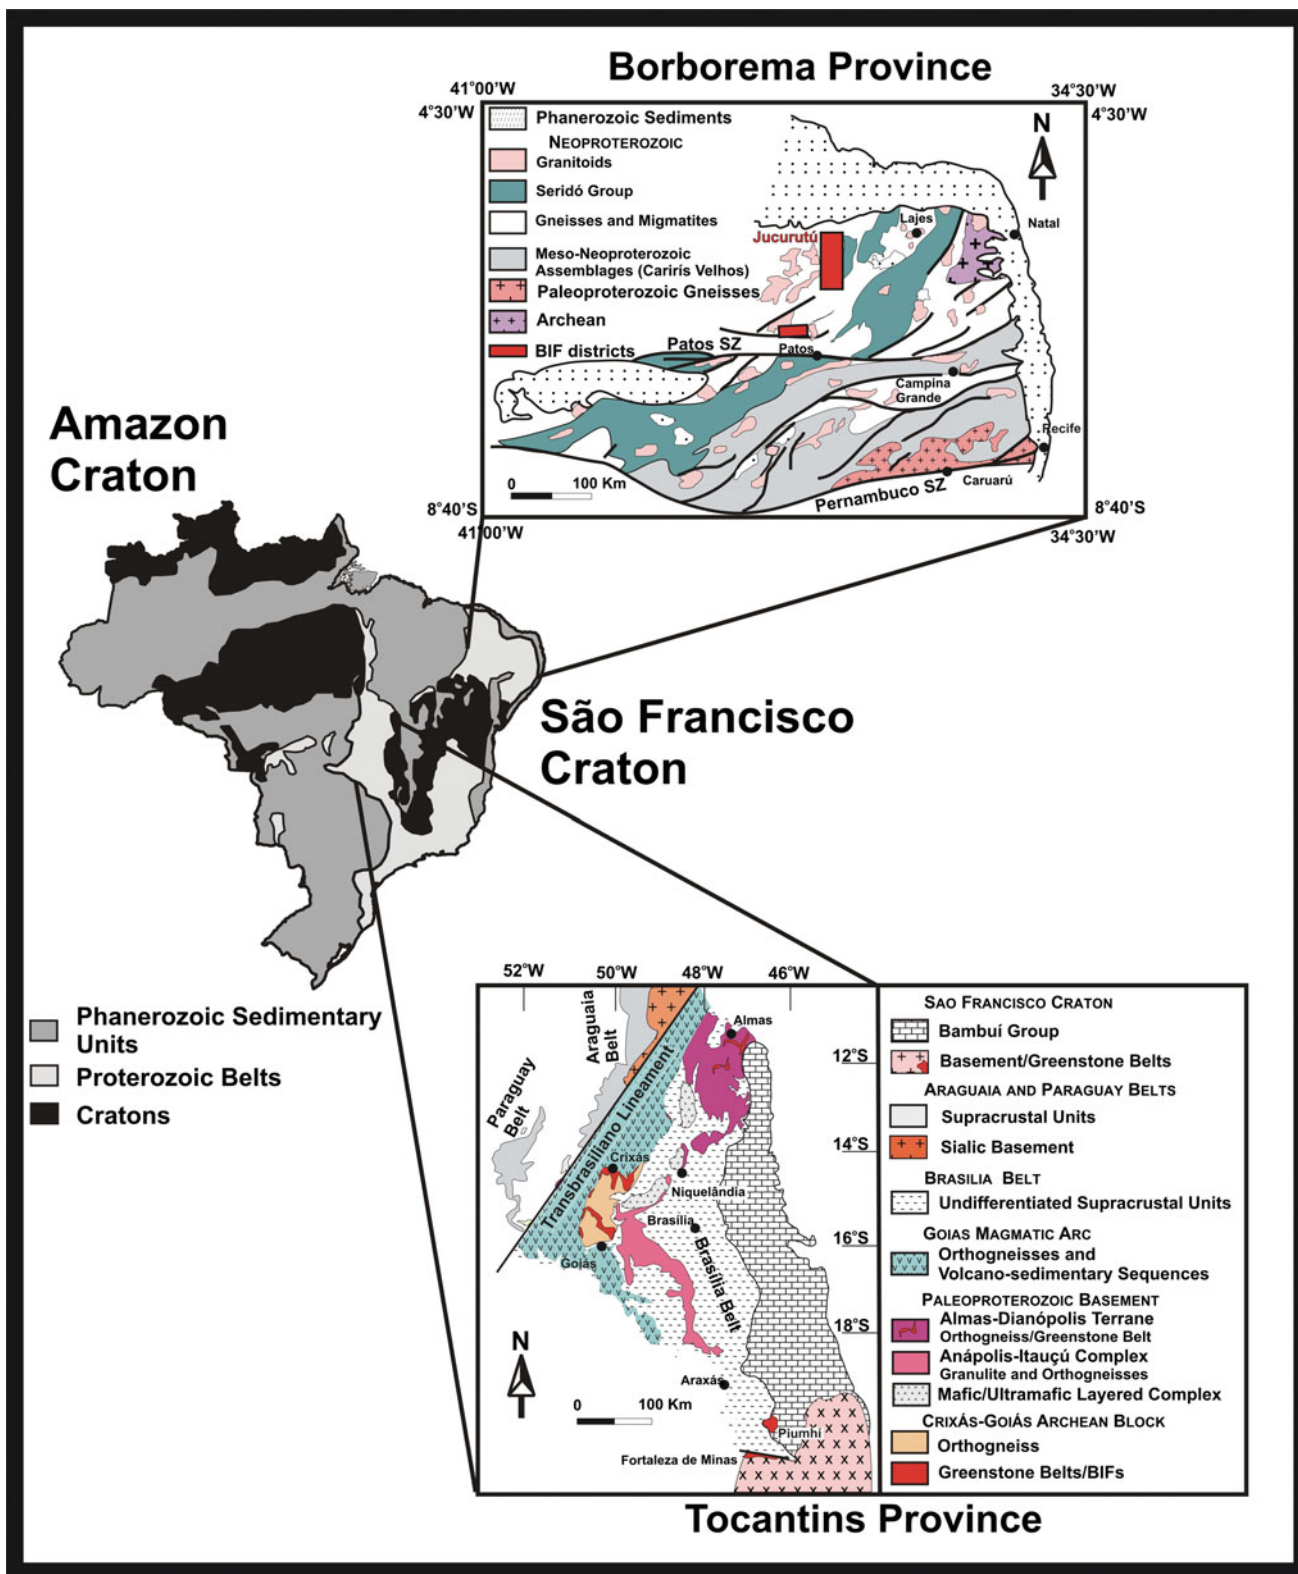 Borborema Province
41°00'W
34°30'W
4°30'W
4°30'W
Phanerozoic Sediments
NEOPROTEROZOIC
Granitoids
Seridó Group
Gneisses and Migmatites
Meso-Neoproterozoic
Assemblages (Carirís Velhos)
Paleoproterozoic Gneisses
Archean
BIF districts
N
Lajes
Natal
Jucurutú
Patos SZ
Patos
Campina
Grande
Recife
Caruarú
Pernambuco SZ
0
100 Km
8°40'S
8°40'S
41°00'W
34°30'W
Amazon
Craton
São Francisco
Craton
Phanerozoic Sedimentary
Units
Proterozoic Belts
Cratons
52°W
50°W
48°W
46°W
Araguaia
Belt
Paraguay
Belt
Transbrasiliano Lineament
Almas
12°S
14°S
Crixás
Niquelândia
Brasília
16°S
Goiás
Brasília Belt
18°S
Araxás
N
0
100 Km
Piumhí
Fortaleza de Minas
SAO FRANCISCO CRATON
Bambuí Group
Basement/Greenstone Belts
ARAGUAIA AND PARAGUAY BELTS
Supracrustal Units
Sialic Basement
BRASILIA BELT
Undifferentiated Supracrustal Units
GOIAS MAGMATIC ARC
Orthogneisses and
Volcano-sedimentary Sequences
PALEOPROTEROZOIC BASEMENT
Almas-Dianópolis Terrane
Orthogneiss/Greenstone Belt
Anápolis-Itauçú Complex
Granulite and Orthogneisses
Mafic/Ultramafic Layered Complex
CRIXÁS-GOIÁS ARCHEAN BLOCK
Orthogneiss
Greenstone Belts/BIFs
Tocantins Province